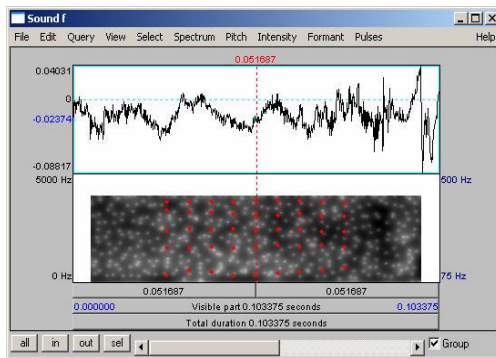 Sound f
File Edit Query View Select Spectrum Pitch Intensity Formant Pulses Help
0.051687
0.04031
0
-0.02374
-0.08817
5000 Hz 500 Hz
0 Hz 75 Hz
0.051687 0.051687
0.000000 Visible part 0.103375 seconds 0.103375
Total duration 0.103375 seconds
all in out sel Group